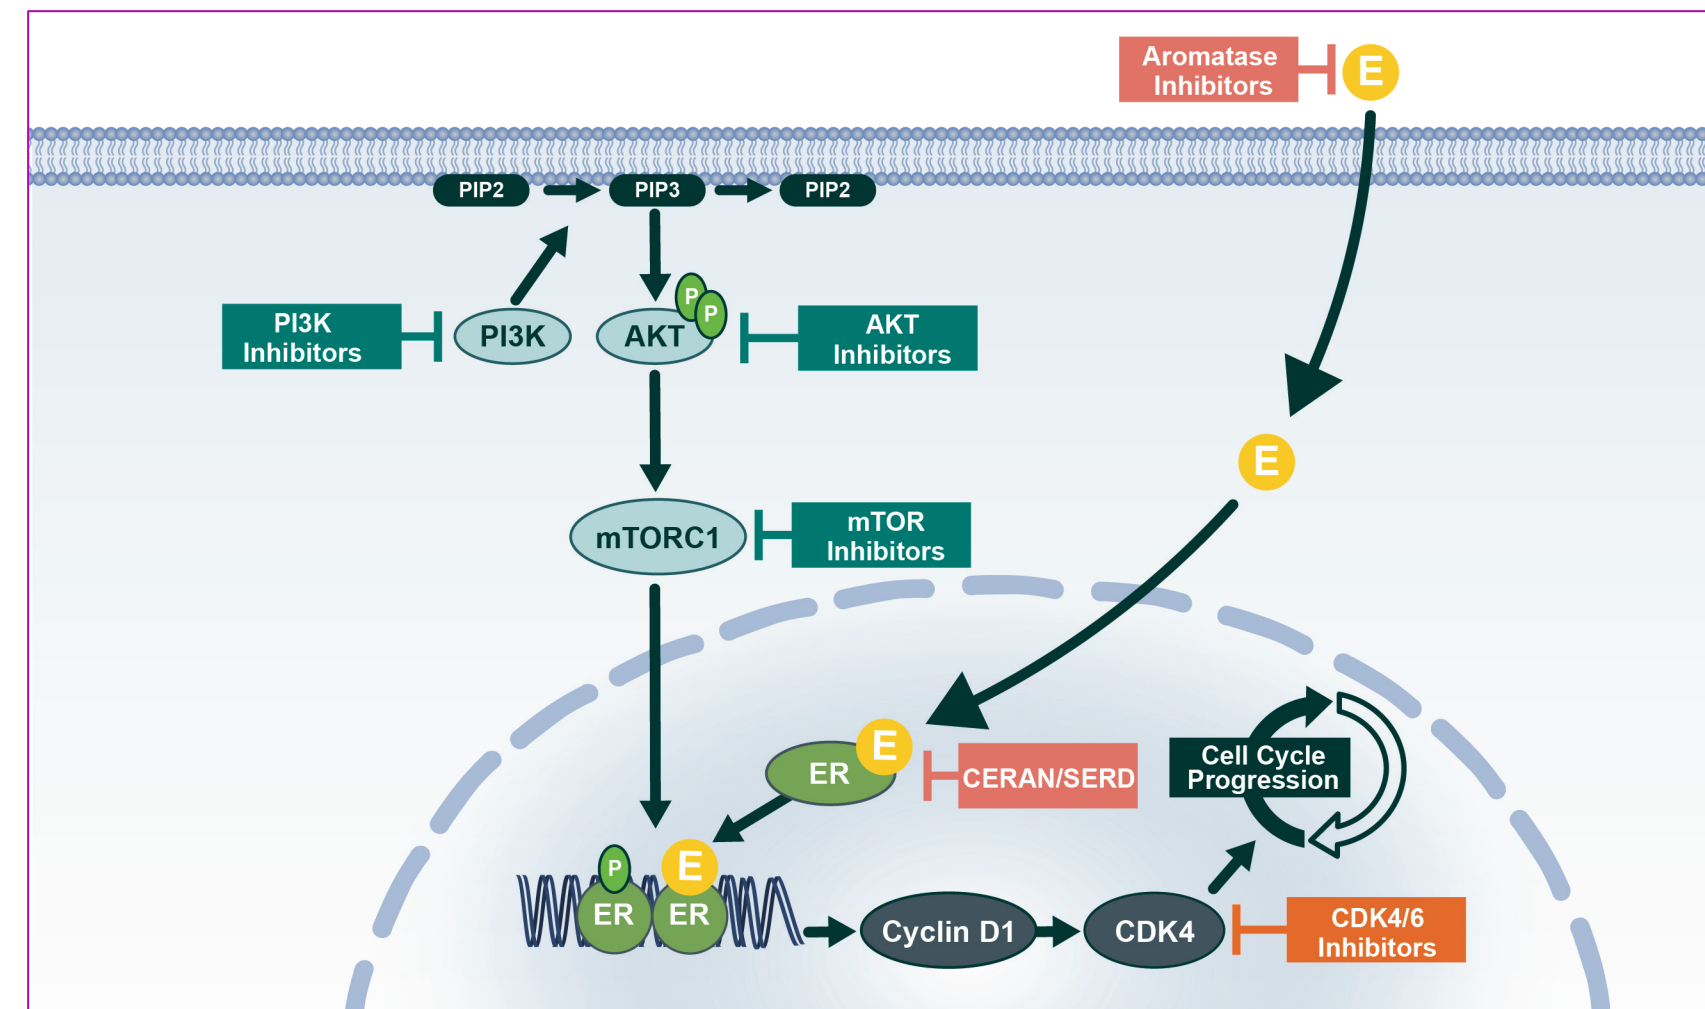 Aromatase
Inhibitors
E
PIP2
PIP3
PIP2
PI3K
Inhibitors
PI3K
AKT
P
P
AKT
Inhibitors
E
mTORC1
mTOR
Inhibitors
ER
E
CERAN/SERD
Cell Cycle
Progression
P
ER
E
ER
Cyclin D1
CDK4
CDK4/6
Inhibitors